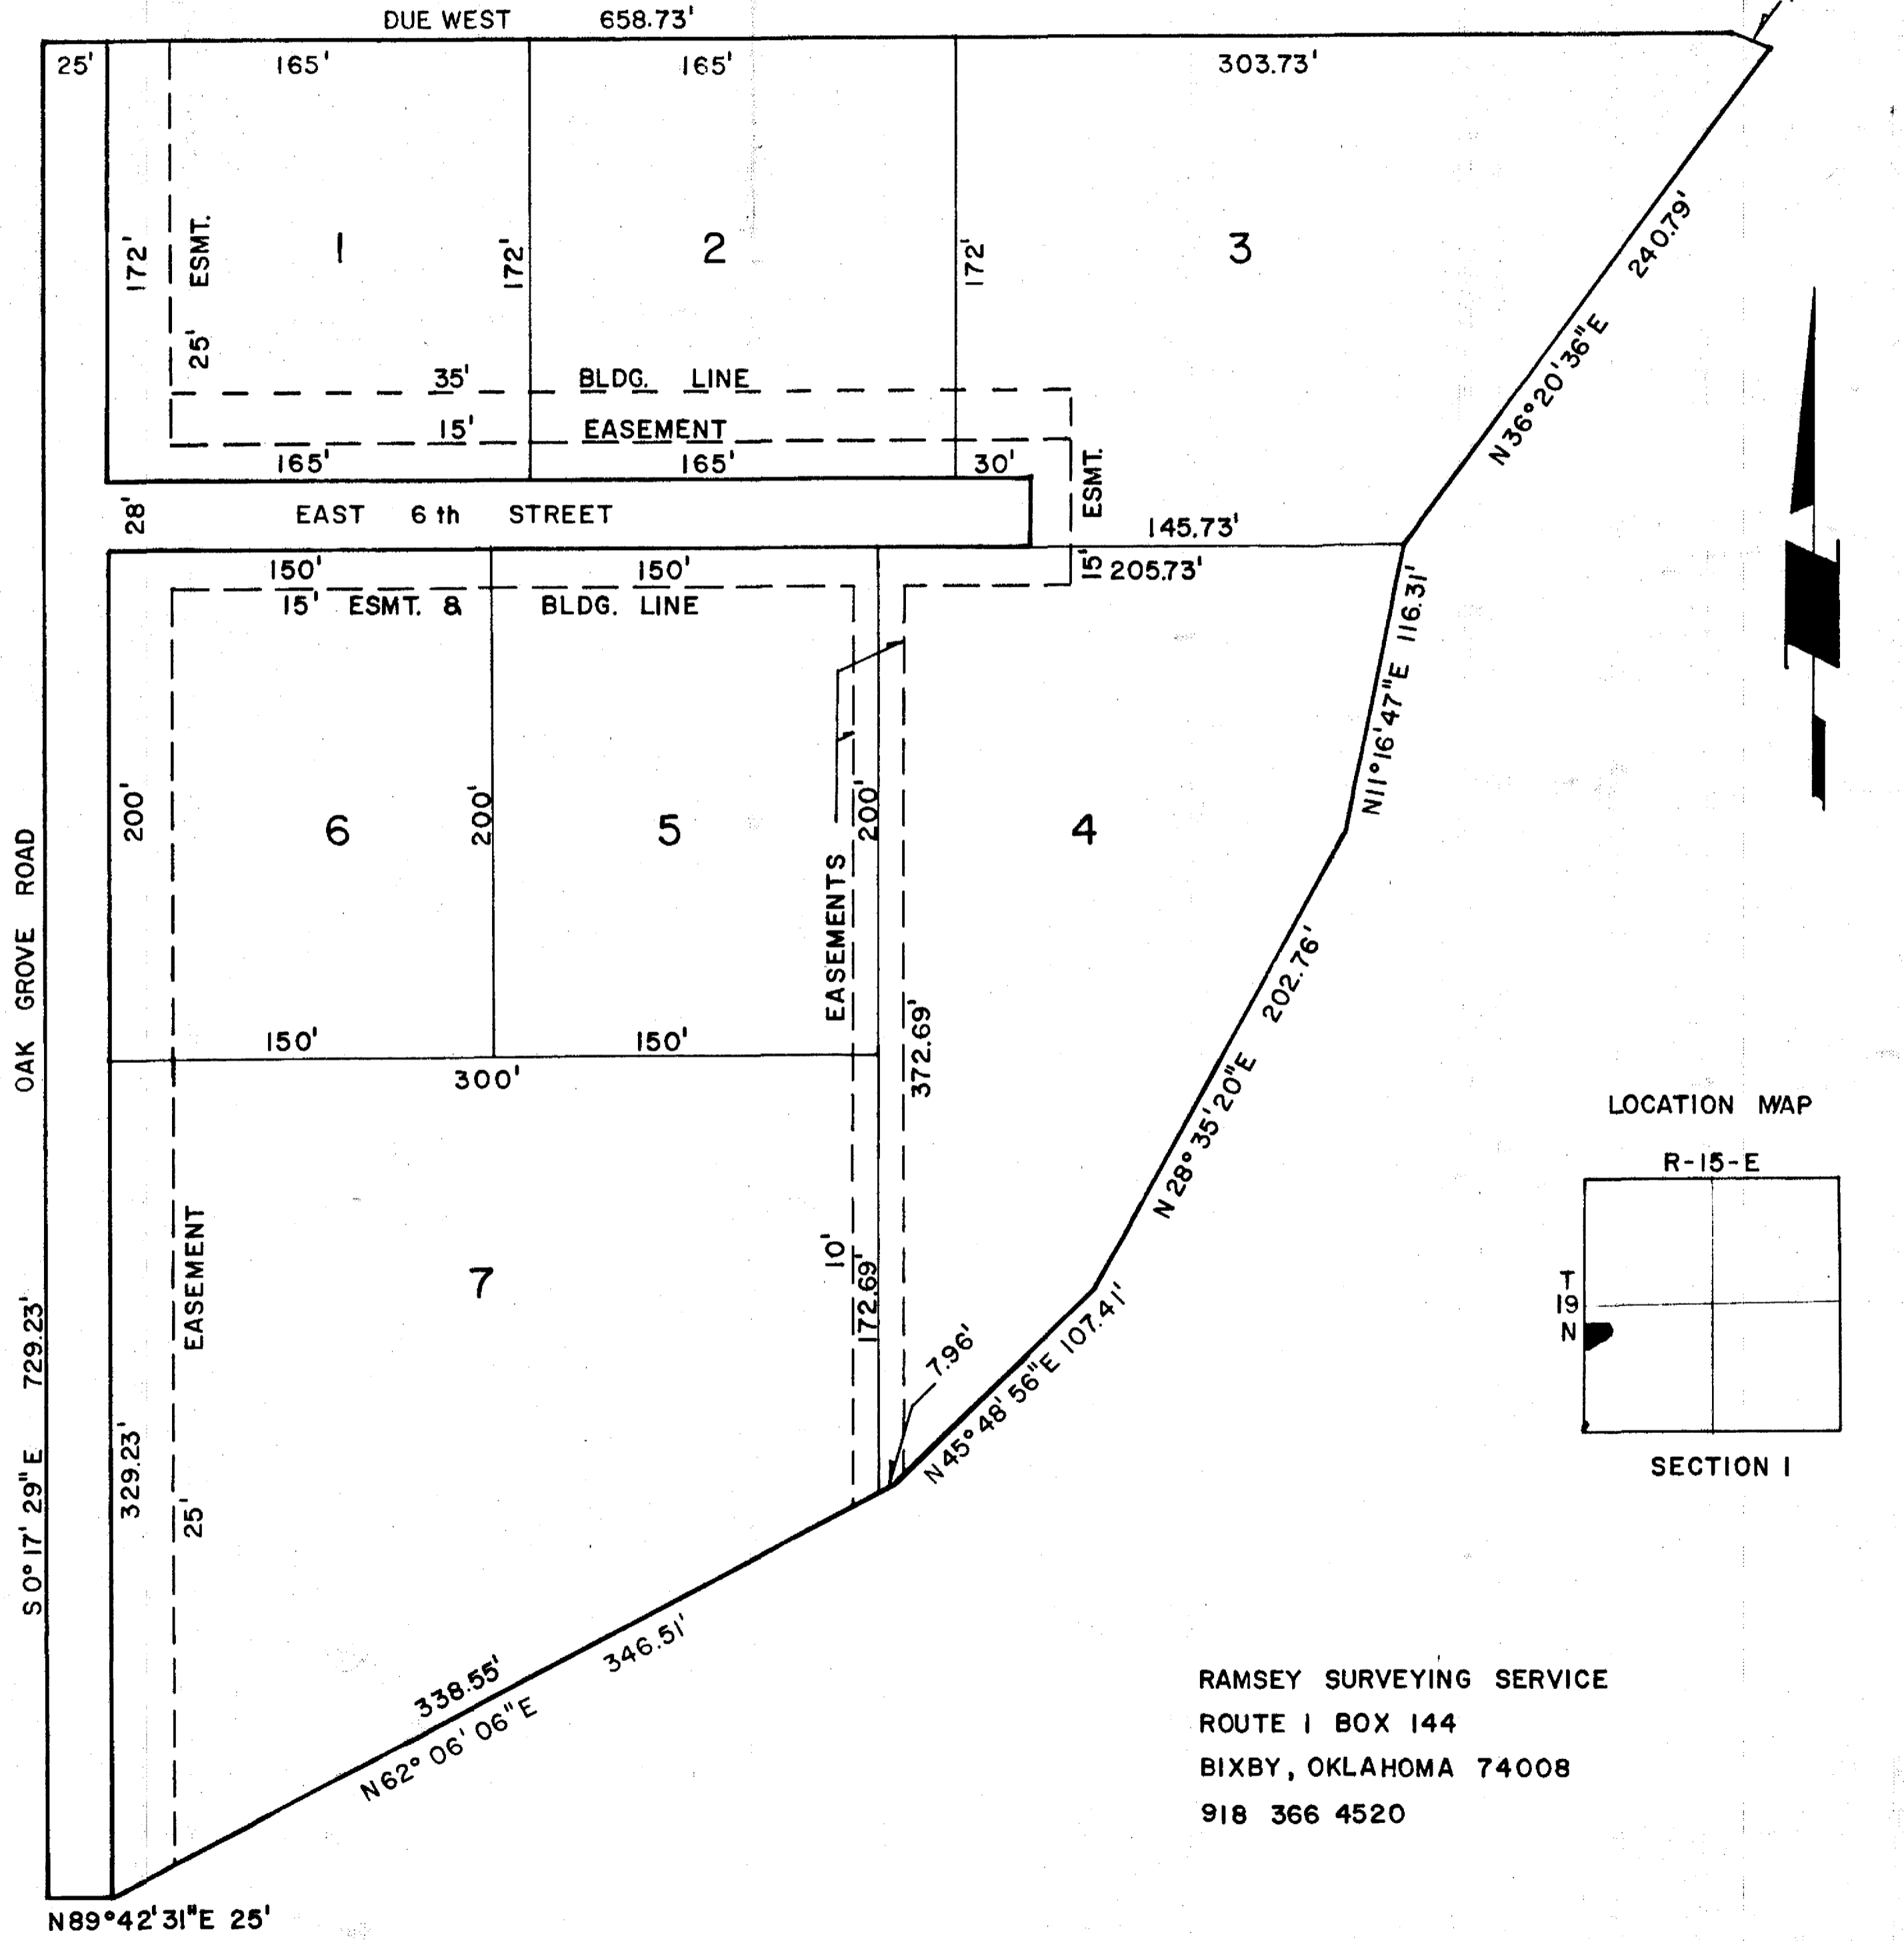 DUE WEST 658.73'
25' 165' 165' 303.73'
172' 25' ESMT. 1 172' 2 172' 3
240.79'
N36°20'36"E
35' BLDG. LINE
15' EASEMENT
165' 165' 30'
ESMT.
28' EAST 6th STREET
145.73'
150' 150' 15' 205.73'
15' ESMT. & BLDG. LINE
N11°16'47"E 116.31'
200' 6 200' 5 200' 4
EASEMENTS
OAK GROVE ROAD
N28°35'20"E 202.76'
150' 150'
300'
372.69'
LOCATION MAP
R-15-E
T
19
N
SECTION 1
EASEMENT
25'
7
10'
172.69'
7.96'
N45°48'56"E 107.41'
S0°17'29"E 729.23'
329.23'
338.55' 346.51'
N62°06'06"E
N89°42'31"E 25'
RAMSEY SURVEYING SERVICE
ROUTE 1 BOX 144
BIXBY, OKLAHOMA 74008
918 366 4520